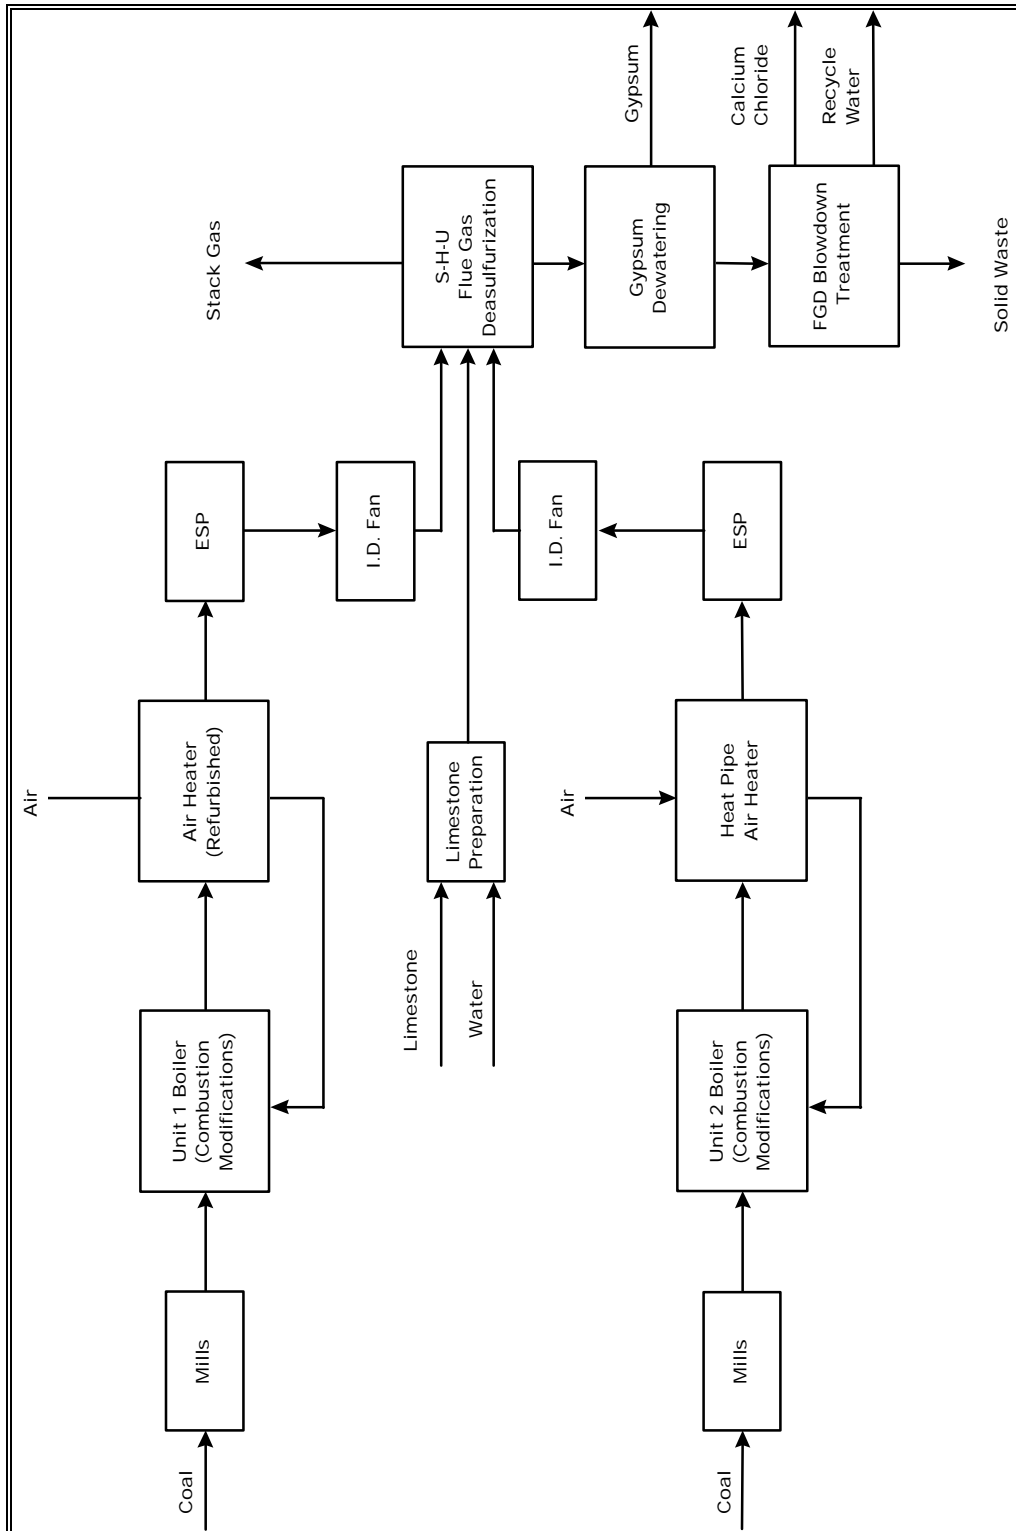 Coal
Mills
Unit 1 Boiler
(Combustion
Modifications)
Air
Air Heater
(Refurbished)
ESP
I.D. Fan
Stack Gas
S-H-U
Flue Gas
Deasulfurization
Limestone
Water
Limestone
Preparation
I.D. Fan
Gypsum
Gypsum
Dewatering
Coal
Mills
Unit 2 Boiler
(Combustion
Modifications)
Air
Heat Pipe
Air Heater
ESP
Calcium
Chloride
Recycle
Water
FGD Blowdown
Treatment
Solid Waste